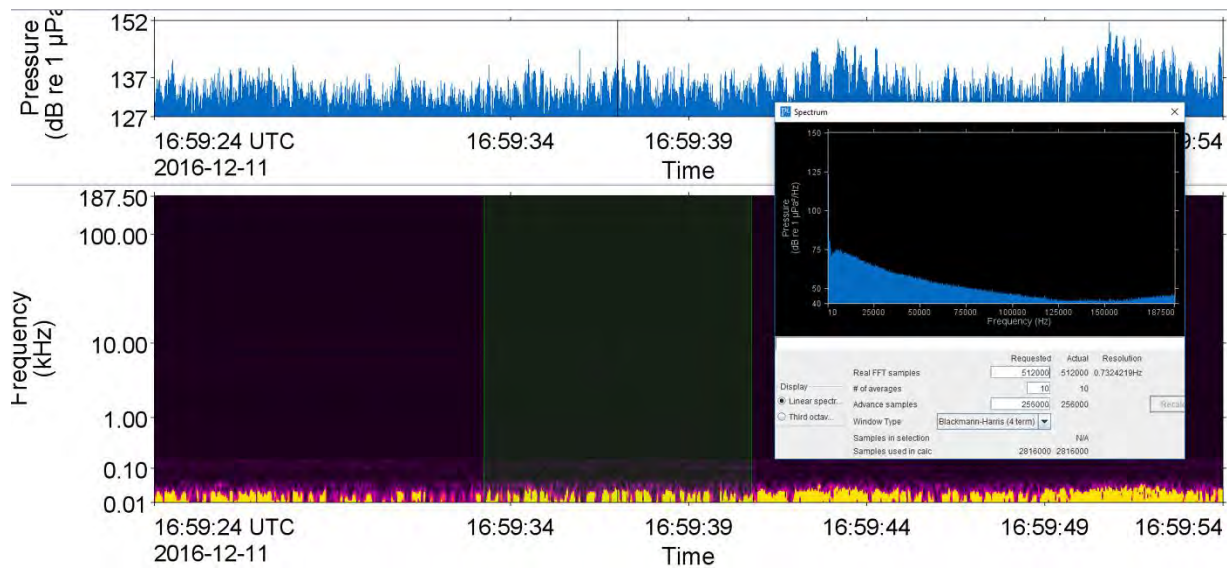 Pressure
(dB re 1 µPa
152
137
127
16:59:24 UTC 16:59:34 16:59:39 9:54
2016-12-11
Time
Spectrum
Pressure
(dB re 1 µPa²/Hz)
150
125
100
75
50
40
10 25000 50000 75000 100000 125000 150000 187500
Frequency (Hz)
Requested Actual Resolution
Real FFT samples 512000 512000 0.7324219Hz
Display
# of averages 10 10
Linear spectr...
Advance samples 256000 256000
Recalc
Third octav...
Window Type Blackmann-Harris (4 term)
Samples in selection N/A
Samples used in calc 2816000 2816000
Frequency
(kHz)
187.50
100.00
10.00
1.00
0.10
0.01
16:59:24 UTC 16:59:34 16:59:39 16:59:44 16:59:49 16:59:54
2016-12-11
Time